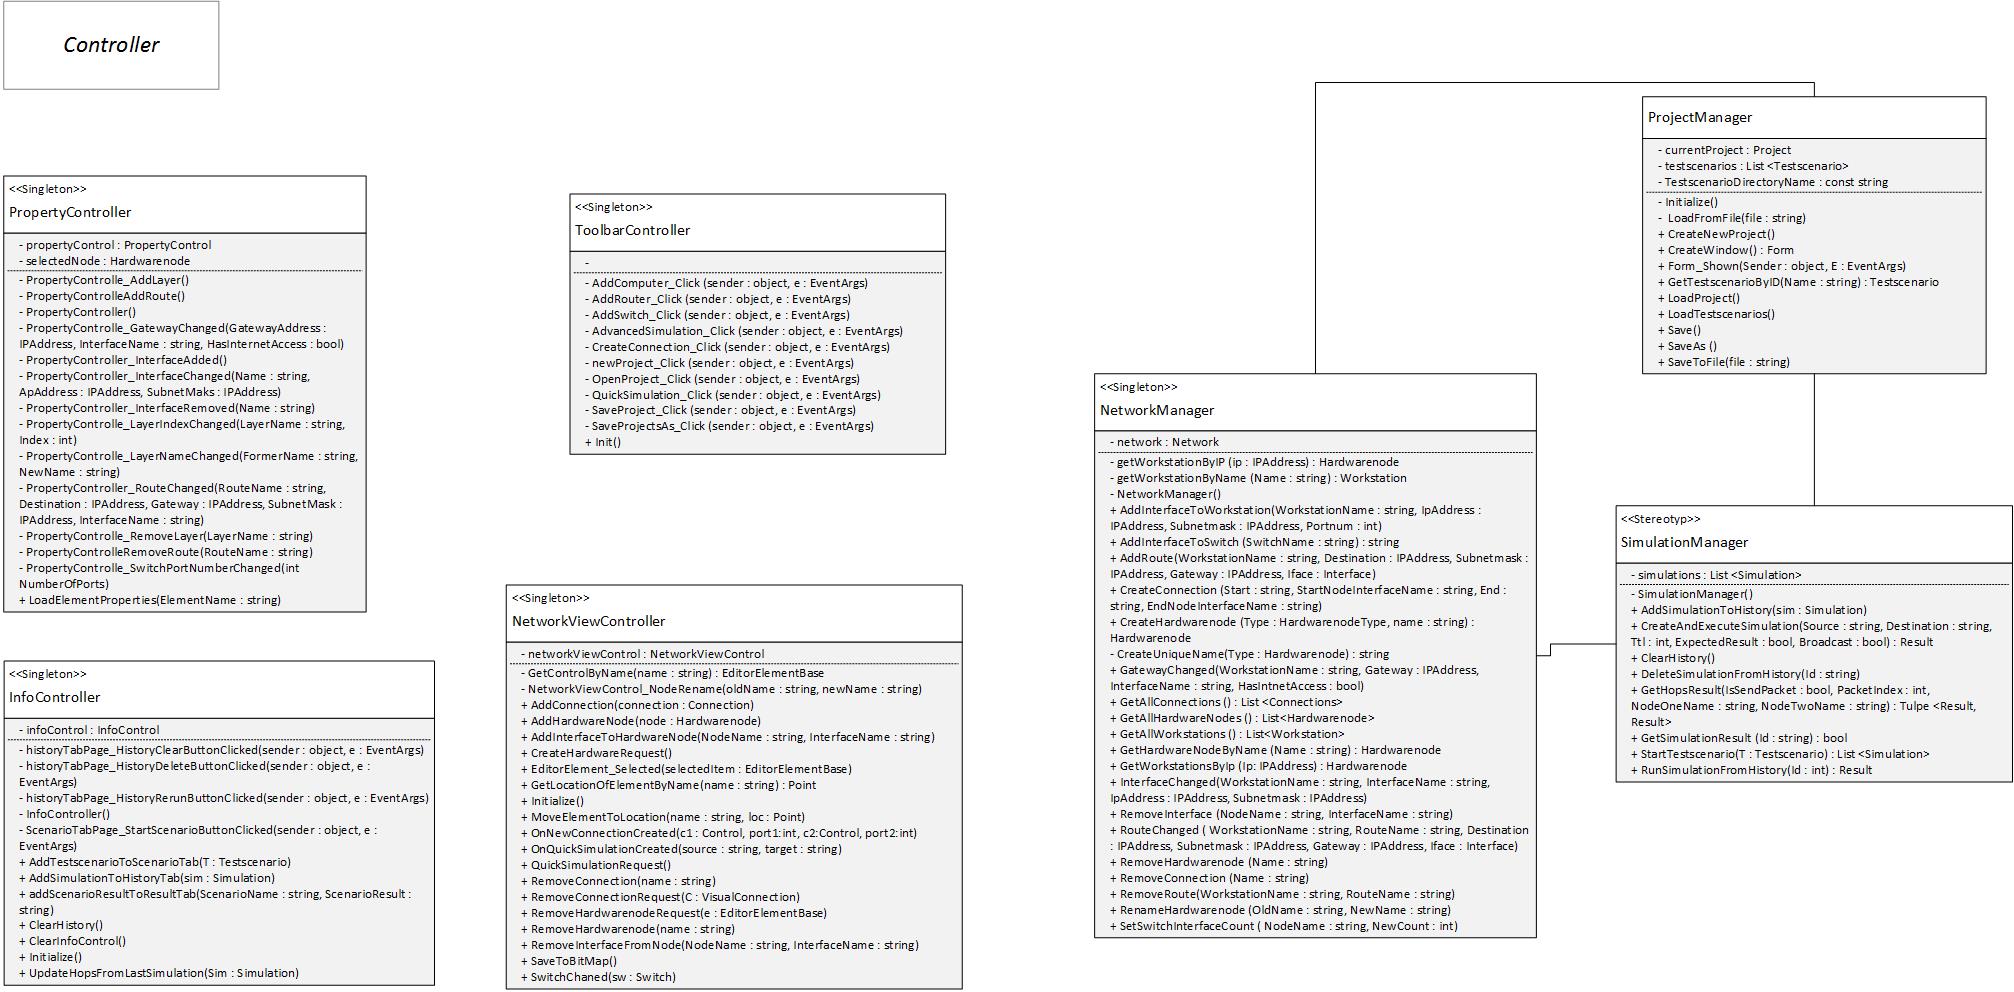 Controller
<<Singleton>>
PropertyController
- propertyControl : PropertyControl
- selectedNode : Hardwarenode
- PropertyControlle_AddLayer()
- PropertyControlleAddRoute()
- PropertyController()
- PropertyControlle_GatewayChanged(GatewayAddress :
IPAddress, InterfaceName : string, HasInternetAccess : bool)
- PropertyController_InterfaceAdded()
- PropertyController_InterfaceChanged(Name : string,
ApAddress : IPAddress, SubnetMaks : IPAddress)
- PropertyController_InterfaceRemoved(Name : string)
- PropertyControlle_LayerIndexChanged(LayerName : string,
Index : int)
- PropertyControlle_LayerNameChanged(FormerName : string,
NewName : string)
- PropertyController_RouteChanged(RouteName : string,
Destination : IPAddress, Gateway : IPAddress, SubnetMask :
IPAddress, InterfaceName : string)
- PropertyControlle_RemoveLayer(LayerName : string)
- PropertyControlleRemoveRoute(RouteName : string)
- PropertyControlle_SwitchPortNumberChanged(int
NumberOfPorts)
+ LoadElementProperties(ElementName : string)
<<Singleton>>
InfoController
- infoControl : InfoControl
- historyTabPage_HistoryClearButtonClicked(sender : object, e : EventArgs)
- historyTabPage_HistoryDeleteButtonClicked(sender : object, e :
EventArgs)
- historyTabPage_HistoryRerunButtonClicked(sender : object, e : EventArgs)
- InfoController()
- ScenarioTabPage_StartScenarioButtonClicked(sender : object, e :
EventArgs)
+ AddTestscenarioToScenarioTab(T : Testscenario)
+ AddSimulationToHistoryTab(sim : Simulation)
+ addScenarioResultToResultTab(ScenarioName : string, ScenarioResult :
string)
+ ClearHistory()
+ ClearInfoControl()
+ Initialize()
+ UpdateHopsFromLastSimulation(Sim : Simulation)
<<Singleton>>
ToolbarController
-
- AddComputer_Click (sender : object, e : EventArgs)
- AddRouter_Click (sender : object, e : EventArgs)
- AddSwitch_Click (sender : object, e : EventArgs)
- AdvancedSimulation_Click (sender : object, e : EventArgs)
- CreateConnection_Click (sender : object, e : EventArgs)
- newProject_Click (sender : object, e : EventArgs)
- OpenProject_Click (sender : object, e : EventArgs)
- QuickSimulation_Click (sender : object, e : EventArgs)
- SaveProject_Click (sender : object, e : EventArgs)
- SaveProjectsAs_Click (sender : object, e : EventArgs)
+ Init()
<<Singleton>>
NetworkViewController
- networkViewControl : NetworkViewControl
- GetControlByName(name : string) : EditorElementBase
- NetworkViewControl_NodeRename(oldName : string, newName : string)
+ AddConnection(connection : Connection)
+ AddHardwareNode(node : Hardwarenode)
+ AddInterfaceToHardwareNode(NodeName : string, InterfaceName : string)
+ CreateHardwareRequest()
+ EditorElement_Selected(selectedItem : EditorElementBase)
+ GetLocationOfElementByName(name : string) : Point
+ Initialize()
+ MoveElementToLocation(name : string, loc : Point)
+ OnNewConnectionCreated(c1 : Control, port1:int, c2:Control, port2:int)
+ OnQuickSimulationCreated(source : string, target : string)
+ QuickSimulationRequest()
+ RemoveConnection(name : string)
+ RemoveConnectionRequest(C : VisualConnection)
+ RemoveHardwarenodeRequest(e : EditorElementBase)
+ RemoveHardwarenode(name : string)
+ RemoveInterfaceFromNode(NodeName : string, InterfaceName : string)
+ SaveToBitMap()
+ SwitchChaned(sw : Switch)
<<Singleton>>
NetworkManager
- network : Network
- getWorkstationByIP (ip : IPAddress) : Hardwarenode
- getWorkstationByName (Name : string) : Workstation
- NetworkManager()
+ AddInterfaceToWorkstation(WorkstationName : string, IpAddress :
IPAddress, Subnetmask : IPAddress, Portnum : int)
+ AddInterfaceToSwitch (SwitchName : string) : string
+ AddRoute(WorkstationName : string, Destination : IPAddress, Subnetmask :
IPAddress, Gateway : IPAddress, Iface : Interface)
+ CreateConnection (Start : string, StartNodeInterfaceName : string, End :
string, EndNodeInterfaceName : string)
+ CreateHardwarenode (Type : HardwarenodeType, name : string) :
Hardwarenode
- CreateUniqueName(Type : Hardwarenode) : string
+ GatewayChanged(WorkstationName : string, Gateway : IPAddress,
InterfaceName : string, HasIntnetAccess : bool)
+ GetAllConnections () : List <Connections>
+ GetAllHardwareNodes () : List<Hardwarenode>
+ GetAllWorkstations () : List<Workstation>
+ GetHardwareNodeByName (Name : string) : Hardwarenode
+ GetWorkstationsByIp (Ip: IPAddress) : Hardwarenode
+ InterfaceChanged(WorkstationName : string, InterfaceName : string,
IpAddress : IPAddress, Subnetmask : IPAddress)
+ RemoveInterface (NodeName : string, InterfaceName : string)
+ RouteChanged ( WorkstationName : string, RouteName : string, Destination
: IPAddress, Subnetmask : IPAddress, Gateway : IPAddress, Iface : Interface)
+ RemoveHardwarenode (Name : string)
+ RemoveConnection (Name : string)
+ RemoveRoute(WorkstationName : string, RouteName : string)
+ RenameHardwarenode (OldName : string, NewName : string)
+ SetSwitchInterfaceCount ( NodeName : string, NewCount : int)
ProjectManager
- currentProject : Project
- testscenarios : List <Testscenario>
- TestscenarioDirectoryName : const string
- Initialize()
- LoadFromFile(file : string)
+ CreateNewProject()
+ CreateWindow() : Form
+ Form_Shown(Sender : object, E : EventArgs)
+ GetTestscenarioByID(Name : string) : Testscenario
+ LoadProject()
+ LoadTestscenarios()
+ Save()
+ SaveAs ()
+ SaveToFile(file : string)
<<Stereotyp>>
SimulationManager
- simulations : List <Simulation>
- SimulationManager()
+ AddSimulationToHistory(sim : Simulation)
+ CreateAndExecuteSimulation(Source : string, Destination : string,
Ttl : int, ExpectedResult : bool, Broadcast : bool) : Result
+ ClearHistory()
+ DeleteSimulationFromHistory(Id : string)
+ GetHopsResult(IsSendPacket : bool, PacketIndex : int,
NodeOneName : string, NodeTwoName : string) : Tulpe <Result,
Result>
+ GetSimulationResult (Id : string) : bool
+ StartTestscenario(T : Testscenario) : List <Simulation>
+ RunSimulationFromHistory(Id : int) : Result